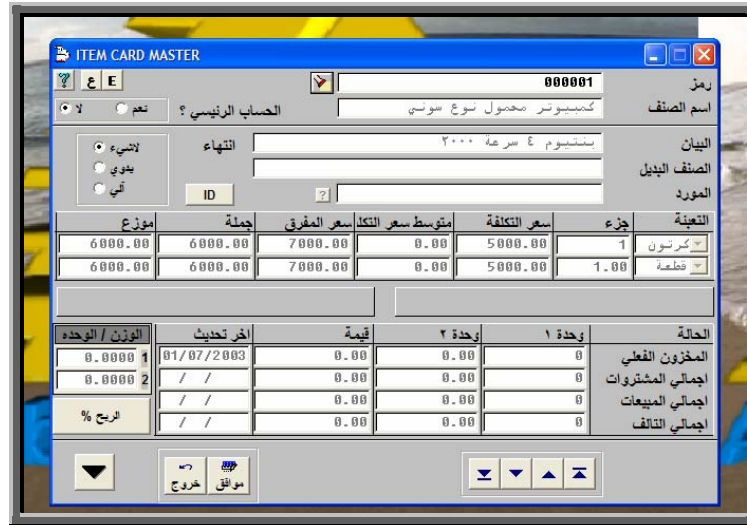 ITEM CARD MASTER
? ع E
رمز 000001
اسم الصنف كمبيوتر محمول نوع سوني الحساب الرئيسي ؟ نعم لا
البيان بنتيوم ٤ سرعة ٢٠٠٠ انتهاء لاشيء
الصنف البديل يدوي
المورد ? ID آلي
التعبئة جزء سعر التكلفة متوسط سعر التكل سعر المفرق جملة موزع
كرتون 1 5000.00 0.00 7000.00 6000.00 6000.00
قطعة 1.00 5000.00 0.00 7000.00 6000.00 6000.00
الحالة وحدة ١ وحدة ٢ قيمة اخر تحديث الوزن / الوحده
المخزون الفعلي 0 0.00 0.00 01/07/2003 1 0.0000
اجمالي المشتروات 0 0.00 0.00 / / 2 0.0000
اجمالي المبيعات 0 0.00 0.00 / /
اجمالي التالف 0 0.00 0.00 / /
الربح %
موافق خروج